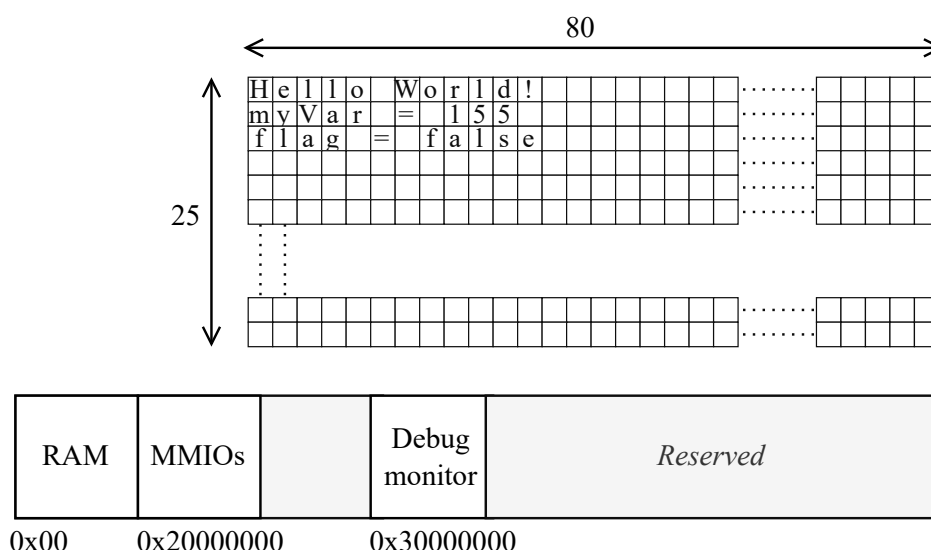 80
Hello World!
myVar = 155
flag = false
25
RAM
MMIOs
Debug
monitor
Reserved
0x00
0x20000000
0x30000000